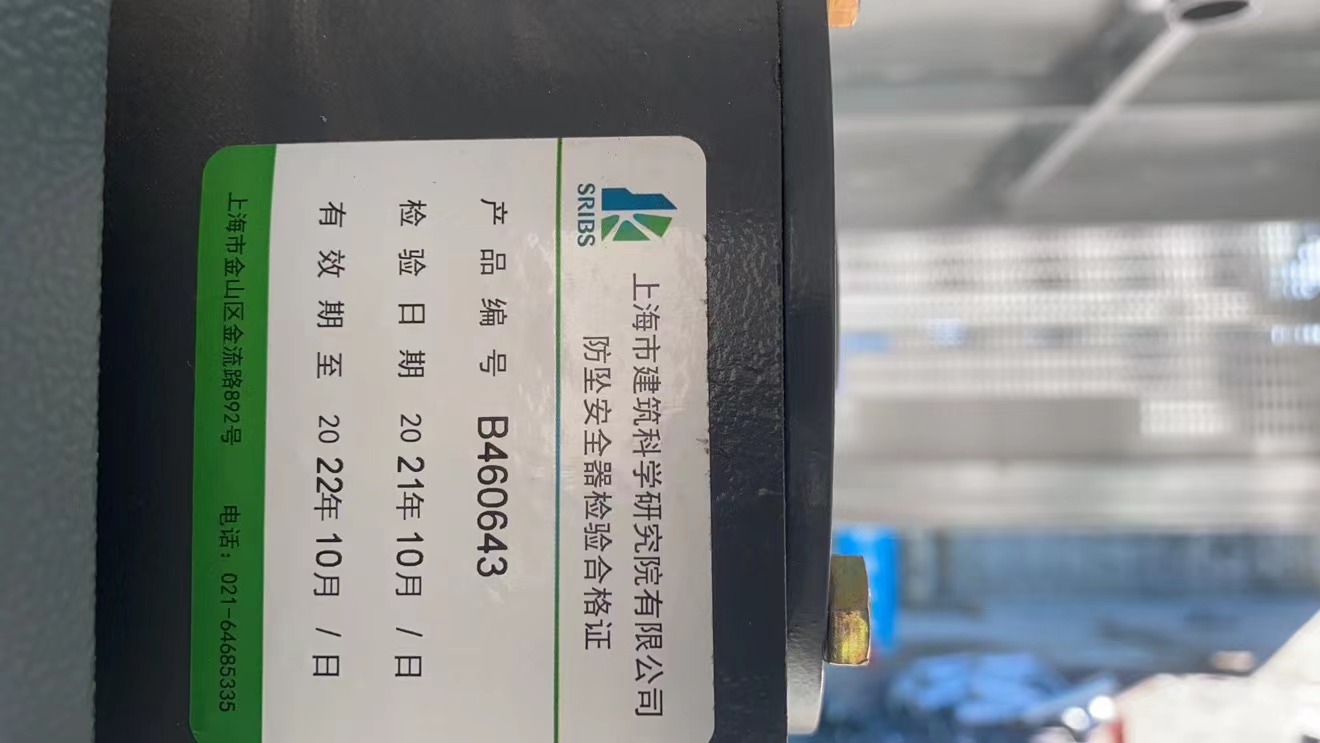 SRIBS
上海市建筑科学研究院有限公司
防坠安全器检验合格证
产品编号 B460643
检验日期 2021年10月/日
有效期至 2022年10月/日
上海市金山区金流路892号 电话：021-64685335